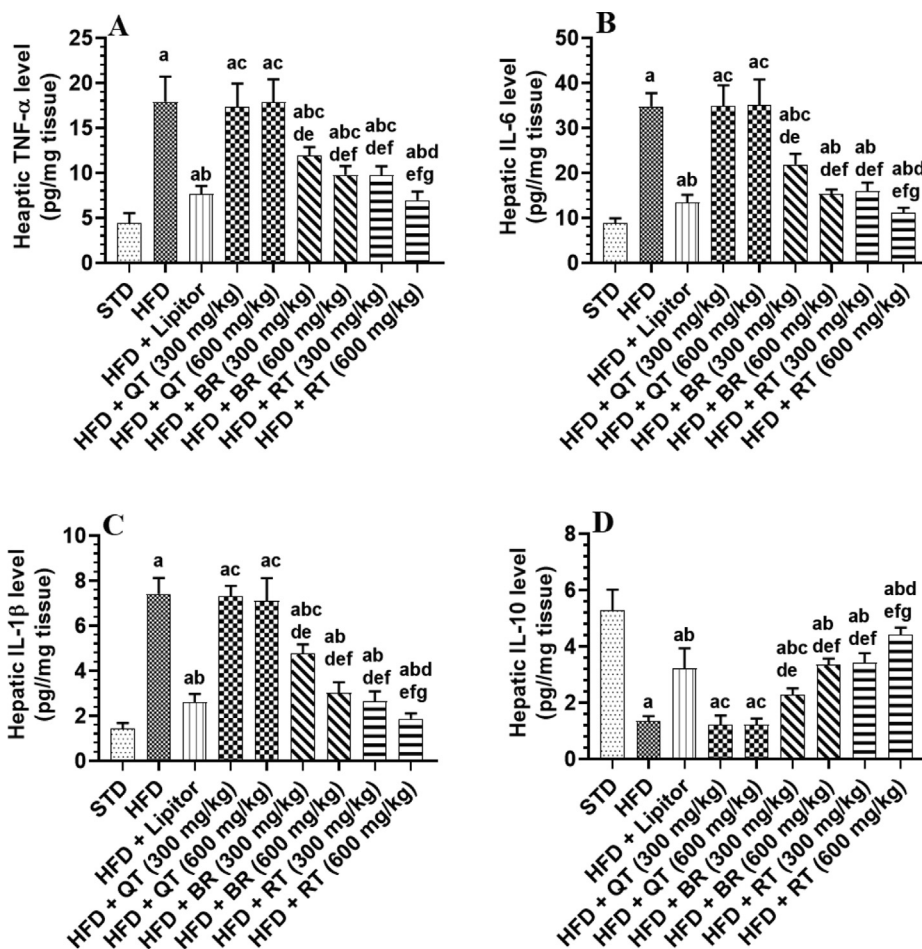 A
Heaptic TNF-α level
(pg/mg tissue)
25
20
15
10
5
0
a
ab
ac
ac
abc
de
abc
def
abc
def
abd
efg
STD
HFD
HFD + Lipitor
HFD + QT (300 mg/kg)
HFD + QT (600 mg/kg)
HFD + BR (300 mg/kg)
HFD + BR (600 mg/kg)
HFD + RT (300 mg/kg)
HFD + RT (600 mg/kg)
B
Hepatic IL-6 level
(pg//mg tissue)
50
40
30
20
10
0
a
ab
ac
ac
abc
de
ab
def
ab
def
abd
efg
STD
HFD
HFD + Lipitor
HFD + QT (300 mg/kg)
HFD + QT (600 mg/kg)
HFD + BR (300 mg/kg)
HFD + BR (600 mg/kg)
HFD + RT (300 mg/kg)
HFD + RT (600 mg/kg)
C
Hepatic IL-1β level
(pg//mg tissue)
10
8
6
4
2
0
a
ab
ac
ac
abc
de
ab
def
ab
def
abd
efg
STD
HFD
HFD + Lipitor
HFD + QT (300 mg/kg)
HFD + QT (600 mg/kg)
HFD + BR (300 mg/kg)
HFD + BR (600 mg/kg)
HFD + RT (300 mg/kg)
HFD + RT (600 mg/kg)
D
Hepatic IL-10 level
(pg//mg tissue)
8
6
4
2
0
a
ab
ac
ac
abc
de
ab
def
ab
def
abd
efg
STD
HFD
HFD + Lipitor
HFD + QT (300 mg/kg)
HFD + QT (600 mg/kg)
HFD + BR (300 mg/kg)
HFD + BR (600 mg/kg)
HFD + RT (300 mg/kg)
HFD + RT (600 mg/kg)